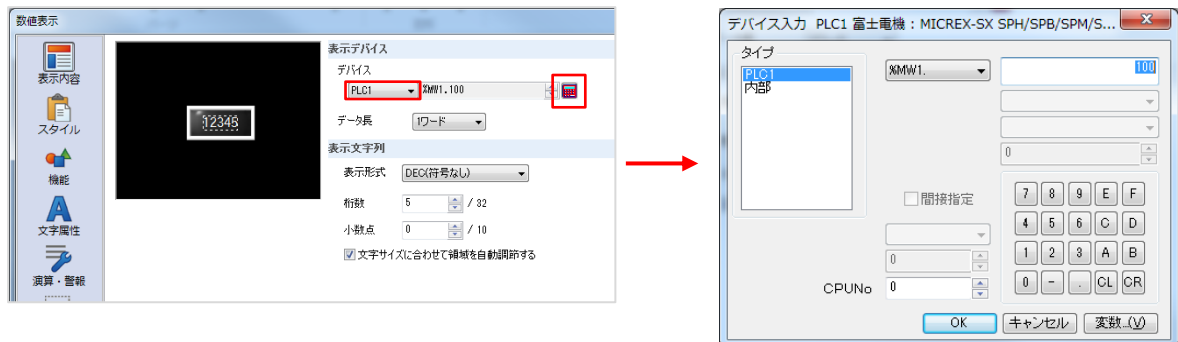 数値表示
表示内容
スタイル
機能
文字属性
演算・警報
12345
表示デバイス
デバイス
PLC1 %MW1.100
データ長 1ワード
表示文字列
表示形式 DEC(符号なし)
桁数 5 / 32
小数点 0 / 10
文字サイズに合わせて領域を自動調節する
デバイス入力 PLC1 富士電機：MICREX-SX SPH/SPB/SPM/S...
タイプ
PLC1
内部
%MW1. 100
0
間接指定
0
CPUNo 0
7 8 9 E F
4 5 6 C D
1 2 3 A B
0 - . CL CR
OK キャンセル 変数...(V)